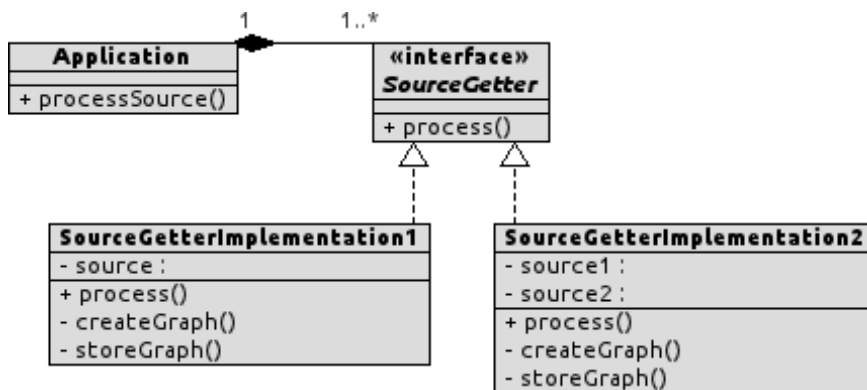 1
1..*
Application
+ processSource()
«interface»
SourceGetter
+ process()
SourceGetterImplementation1
- source :
+ process()
- createGraph()
- storeGraph()
SourceGetterImplementation2
- source1 :
- source2 :
+ process()
- createGraph()
- storeGraph()